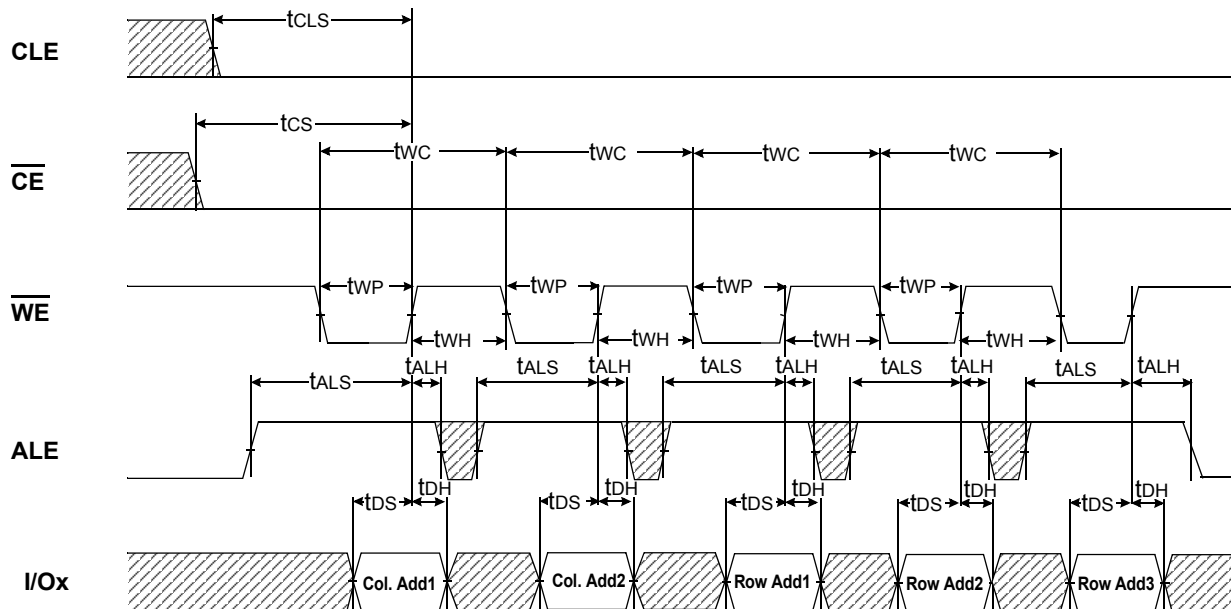 tCLS
CLE
tCS
tWC tWC tWC tWC
CE
tWP tWP tWP tWP
WE
tWH tWH tWH tWH
tALS tALH tALS tALH tALS tALH tALS tALH tALS tALH
ALE
tDS tDH tDS tDH tDS tDH tDS tDH tDS tDH
I/Ox Col. Add1 Col. Add2 Row Add1 Row Add2 Row Add3